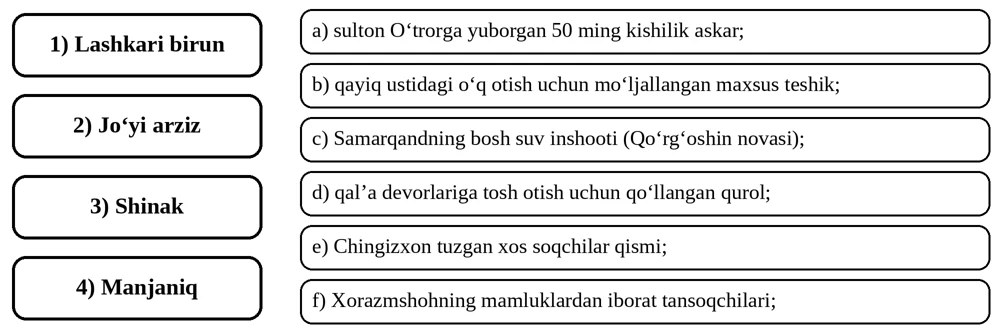 1) Lashkari birun
2) Jo‘yi arziz
3) Shinak
4) Manjaniq
a) sulton O‘trorga yuborgan 50 ming kishilik askar;
b) qayiq ustidagi o‘q otish uchun mo‘ljallangan maxsus teshik;
c) Samarqandning bosh suv inshooti (Qo‘rg‘oshin novasi);
d) qal’a devorlariga tosh otish uchun qo‘llangan qurol;
e) Chingizxon tuzgan xos soqchilar qismi;
f) Xorazmshohning mamluklardan iborat tansoqchilari;